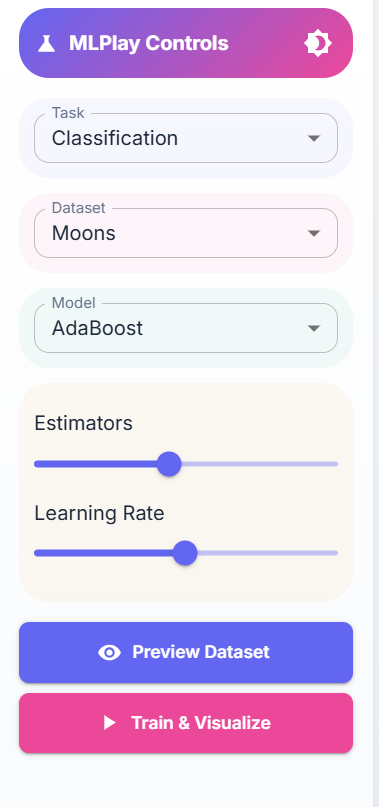 MLPlay Controls
Task
Classification
Dataset
Moons
Model
AdaBoost
Estimators
Learning Rate
Preview Dataset
Train & Visualize